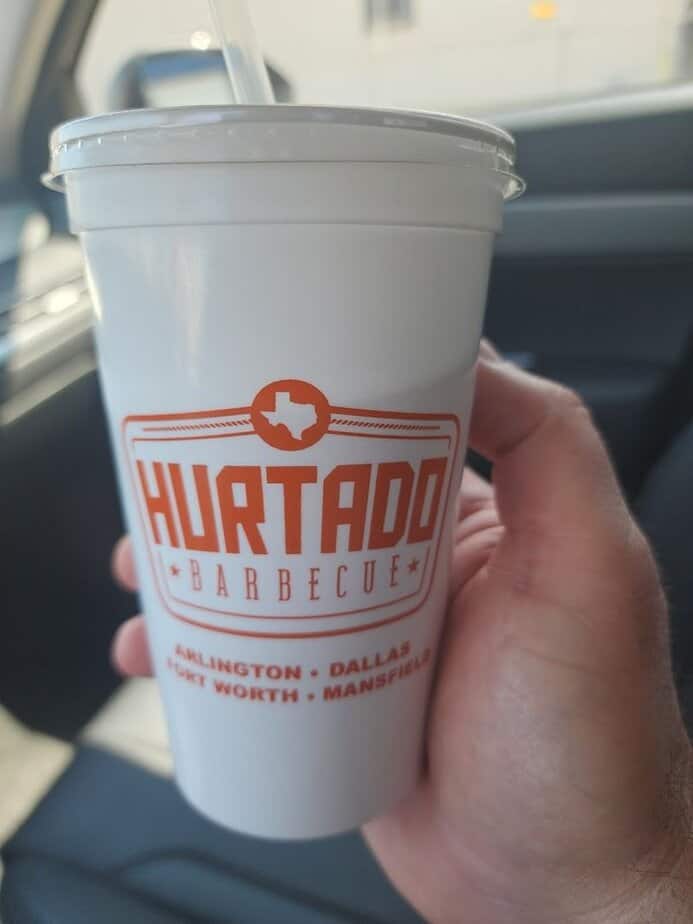 HURTADO
BARBECUE
ARLINGTON • DALLAS
FORT WORTH • MANSFIELD